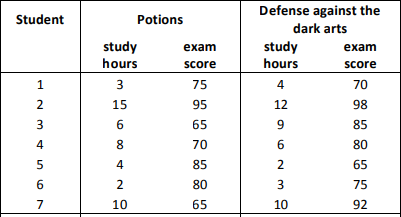 Student Potions Defense against the dark arts
study hours exam score study hours exam score
1 3 75 4 70
2 15 95 12 98
3 6 65 9 85
4 8 70 6 80
5 4 85 2 65
6 2 80 3 75
7 10 65 10 92